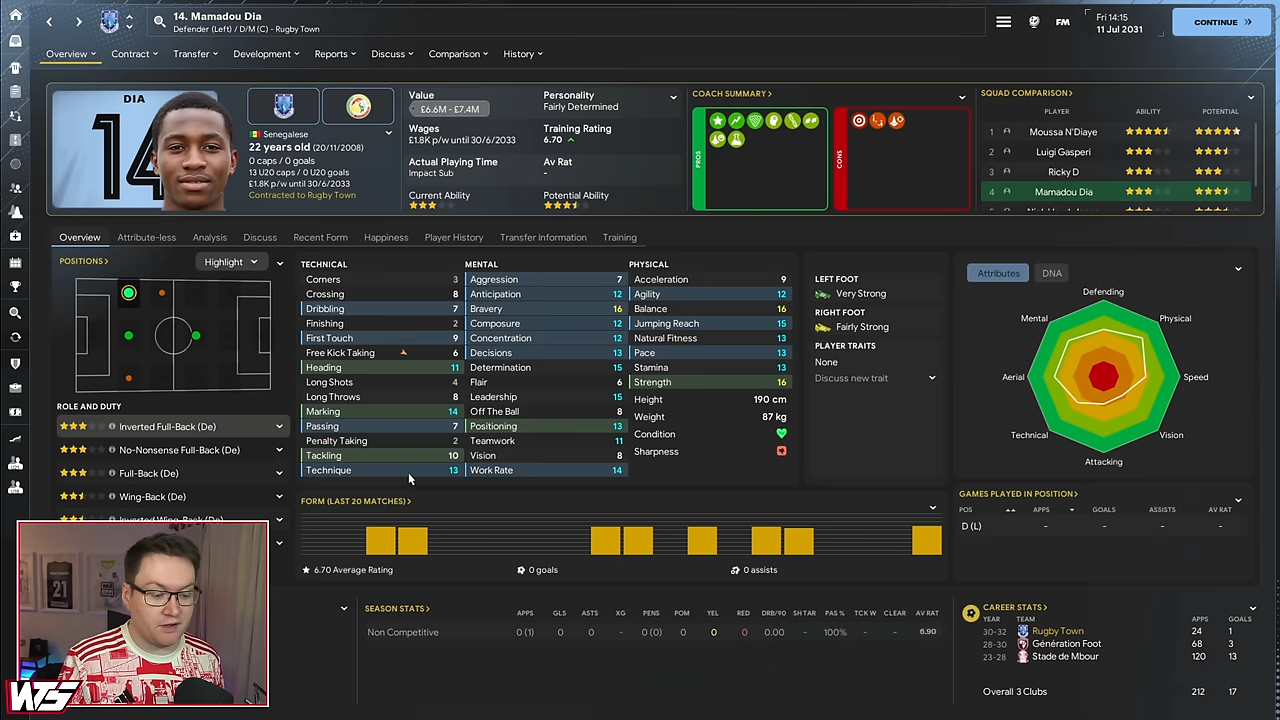 14. Mamadou Dia
Defender (Left) / D/M (C) - Rugby Town
FM
Fri 14:15
11 Jul 2031
CONTINUE
Overview
Contract
Transfer
Development
Reports
Discuss
Comparison
History
DIA
14
Senegalese
22 years old (20/11/2008)
0 caps / 0 goals
13 U20 caps / 0 U20 goals
£1.8K p/w until 30/6/2033
Contracted to Rugby Town
Value
£6.6M - £7.4M
Wages
£1.8K p/w until 30/6/2033
Actual Playing Time
Impact Sub
Current Ability
Personality
Fairly Determined
Training Rating
6.70
Av Rat
-
Potential Ability
COACH SUMMARY >
PROS
CONS
SQUAD COMPARISON >
PLAYER ABILITY POTENTIAL
1 Moussa N'Diaye
2 Luigi Gasperi
3 Ricky D
4 Mamadou Dia
Overview
Attribute-less
Analysis
Discuss
Recent Form
Happiness
Player History
Transfer Information
Training
POSITIONS >
Highlight
ROLE AND DUTY
Inverted Full-Back (De)
No-Nonsense Full-Back (De)
Full-Back (De)
Wing-Back (De)
Inverted Wing-Back (De)
TECHNICAL
Corners 3
Crossing 8
Dribbling 7
Finishing 2
First Touch 9
Free Kick Taking 6
Heading 11
Long Shots 4
Long Throws 8
Marking 14
Passing 7
Penalty Taking 2
Tackling 10
Technique 13
MENTAL
Aggression 7
Anticipation 12
Bravery 16
Composure 12
Concentration 12
Decisions 13
Determination 15
Flair 6
Leadership 15
Off The Ball 8
Positioning 13
Teamwork 11
Vision 8
Work Rate 14
PHYSICAL
Acceleration 9
Agility 12
Balance 16
Jumping Reach 15
Natural Fitness 13
Pace 13
Stamina 13
Strength 16
Height 190 cm
Weight 87 kg
Condition
Sharpness
LEFT FOOT
Very Strong
RIGHT FOOT
Fairly Strong
PLAYER TRAITS
None
Discuss new trait
Attributes
DNA
Defending
Physical
Speed
Vision
Attacking
Technical
Aerial
Mental
FORM (LAST 20 MATCHES) >
6.70 Average Rating
0 goals
0 assists
GAMES PLAYED IN POSITION >
POS APPS GOALS ASSISTS AV RAT
D (L) - - - -
SEASON STATS >
APPS GLS ASTS XG PENS POM YEL RED DRB/90 SH TAR PAS % TCK W CLEAR AV RAT
Non Competitive 0 (1) 0 0 - 0 (0) 0 0 0 0.00 - 100% - - 6.90
CAREER STATS >
YEAR TEAM APPS GOALS
30-32 Rugby Town 24 1
28-30 Génération Foot 68 3
23-28 Stade de Mbour 120 13
Overall 3 Clubs 212 17
21
WTS